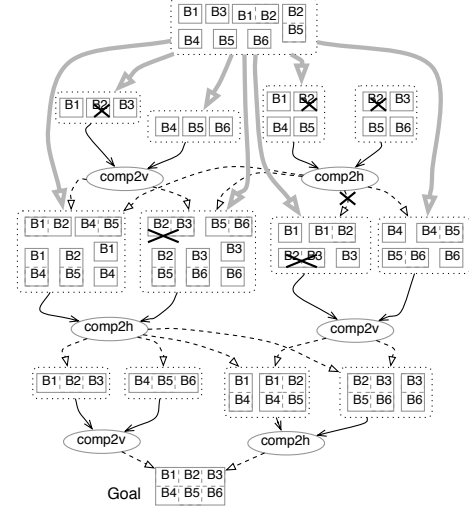 B1 B3 B1 B2 B2
B5
B4 B5 B6
B1 B2 B3
B4 B5 B6
B1 B2
B4 B5
B2 B3
B5 B6
comp2v
comp2h
B1 B2 B4 B5
B1
B1 B2
B4 B5 B4
B2 B3 B5 B6
B3
B2 B3
B5 B6 B6
B1 B1 B2
B2 B3 B3
B4 B4 B5
B5 B6 B6
comp2h
comp2v
B1 B2 B3
B4 B5 B6
B1 B1 B2
B4 B4 B5
B2 B3 B3
B5 B6 B6
comp2v
comp2h
B1 B2 B3
Goal B4 B5 B6